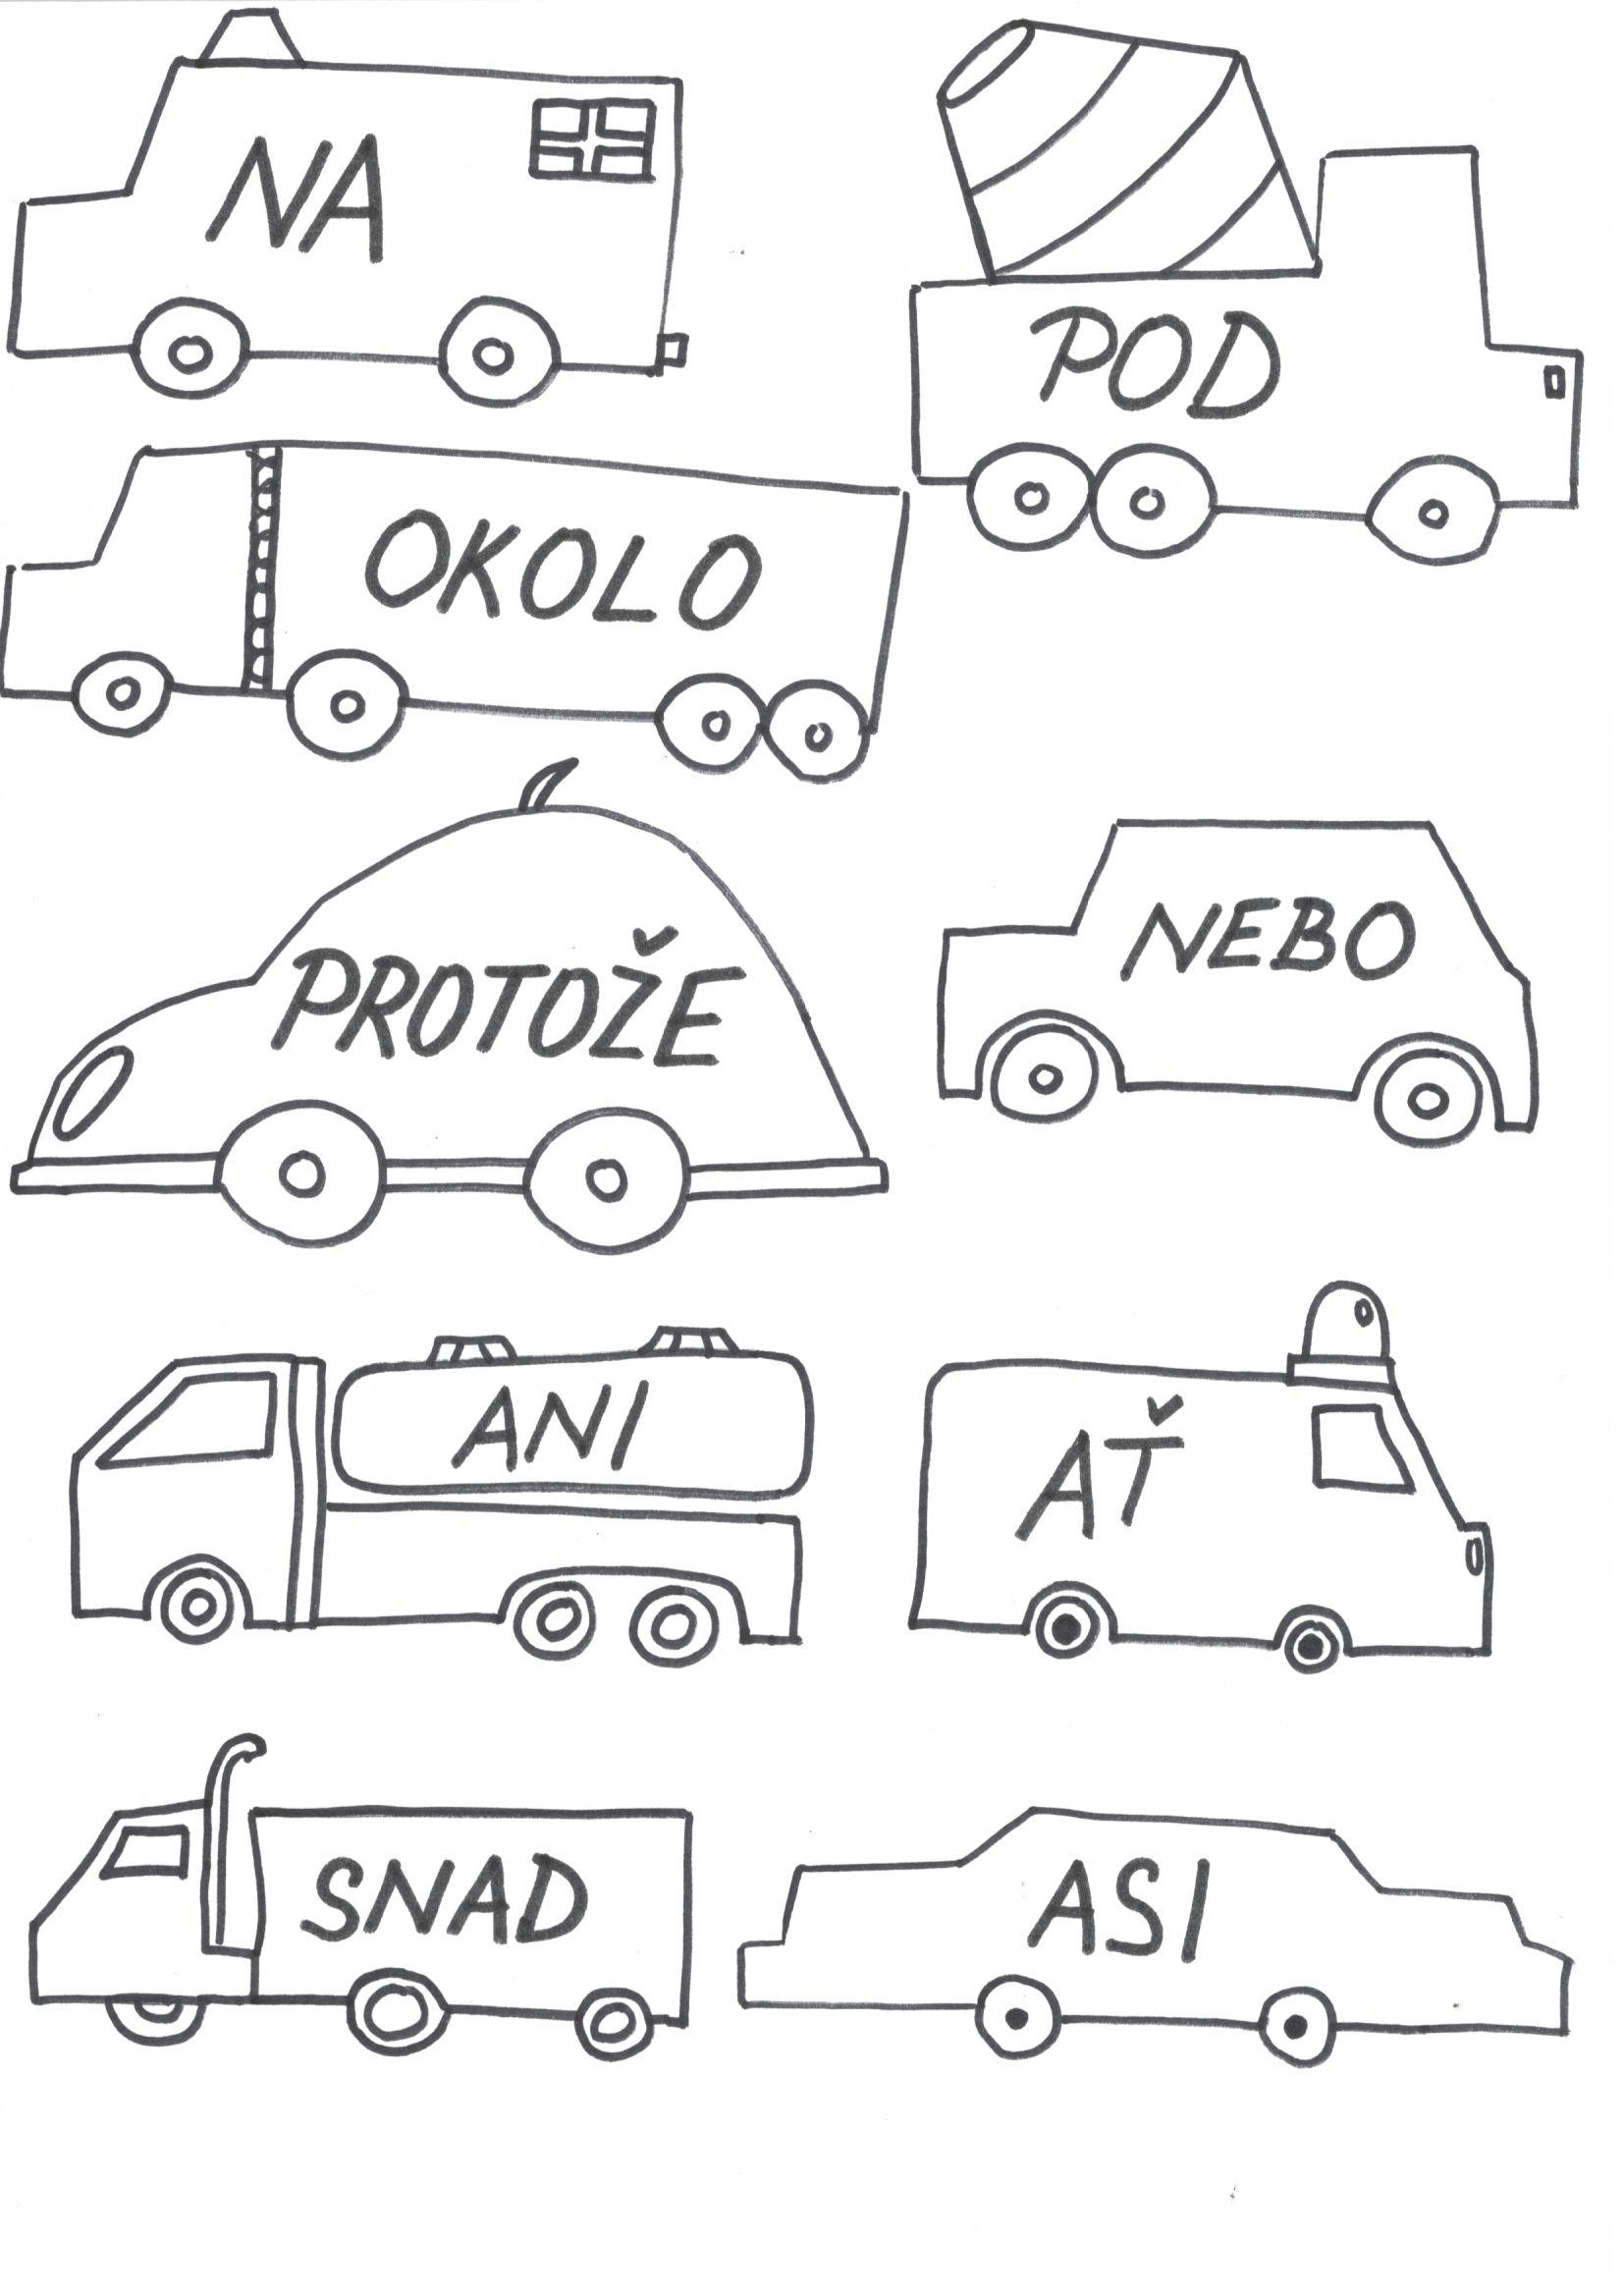 NA
POD
OKOLO
PROTOŽE
NEBO
ANI
AŤ
SNAD
ASI